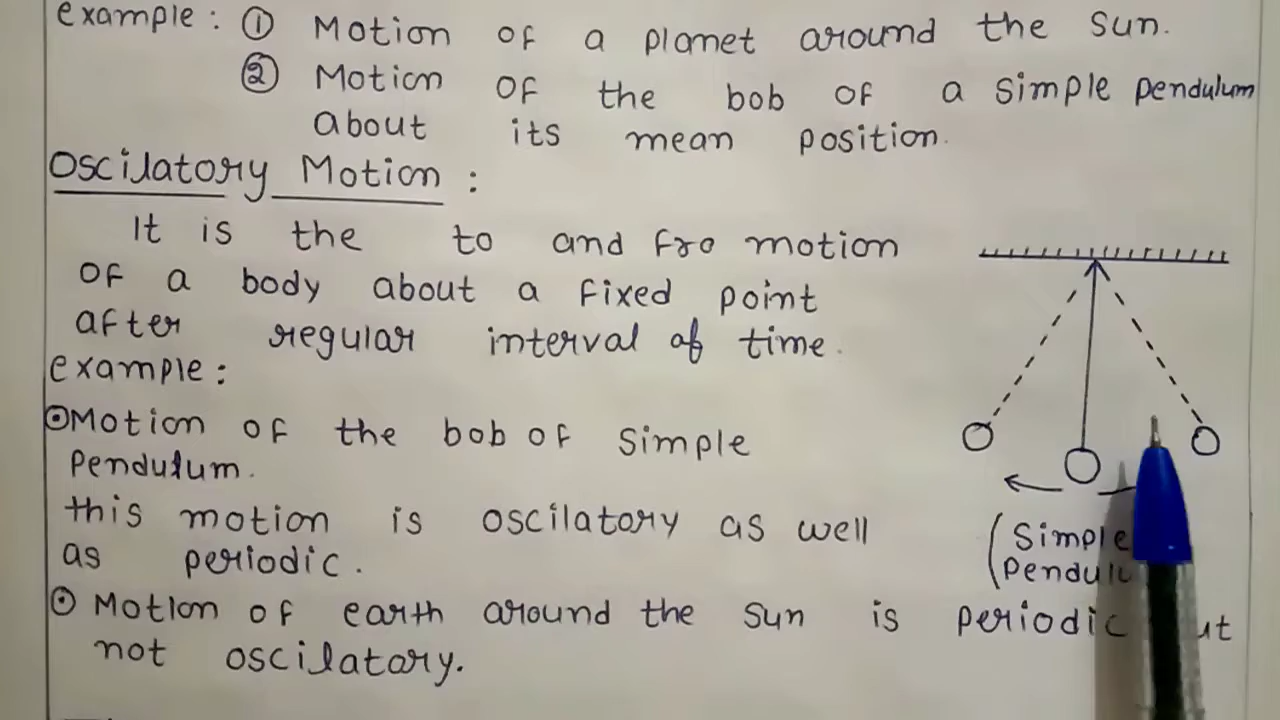 example: ① Motion of a planet around the sun.
② Motion of the bob of a simple pendulum
about its mean position.
Oscilatory Motion :
It is the to and fro motion
of a body about a fixed point
after regular interval of time.
example:
Motion of the bob of simple
pendulum.
this motion is oscilatory as well
as periodic.
Motion of earth around the sun is periodic
not oscilatory.
(Simple